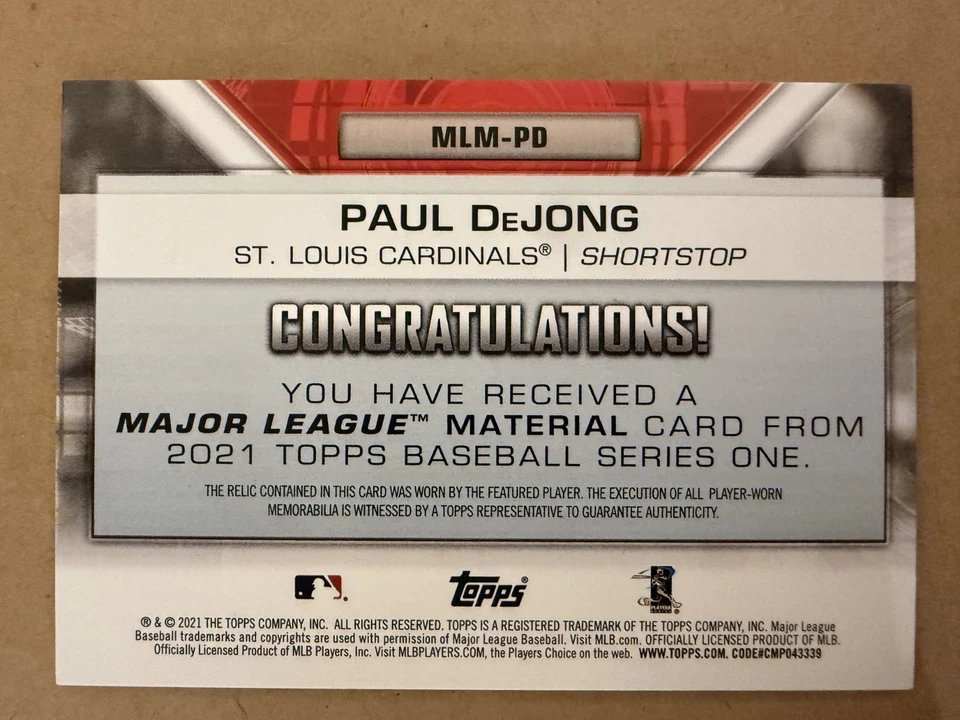 MLM-PD
PAUL DeJONG
ST. LOUIS CARDINALS® | SHORTSTOP
CONGRATULATIONS!
YOU HAVE RECEIVED A
MAJOR LEAGUE™ MATERIAL CARD FROM
2021 TOPPS BASEBALL SERIES ONE.
THE RELIC CONTAINED IN THIS CARD WAS WORN BY THE FEATURED PLAYER. THE EXECUTION OF ALL PLAYER-WORN
MEMORABILIA IS WITNESSED BY A TOPPS REPRESENTATIVE TO GUARANTEE AUTHENTICITY.
topps®
® & © 2021 THE TOPPS COMPANY, INC. ALL RIGHTS RESERVED. TOPPS IS A REGISTERED TRADEMARK OF THE TOPPS COMPANY, INC. Major League
Baseball trademarks and copyrights are used with permission of Major League Baseball. Visit MLB.com. OFFICIALLY LICENSED PRODUCT OF MLB.
Officially Licensed Product of MLB Players, Inc. Visit MLBPLAYERS.COM, the Players Choice on the web. WWW.TOPPS.COM. CODE#CMP043339